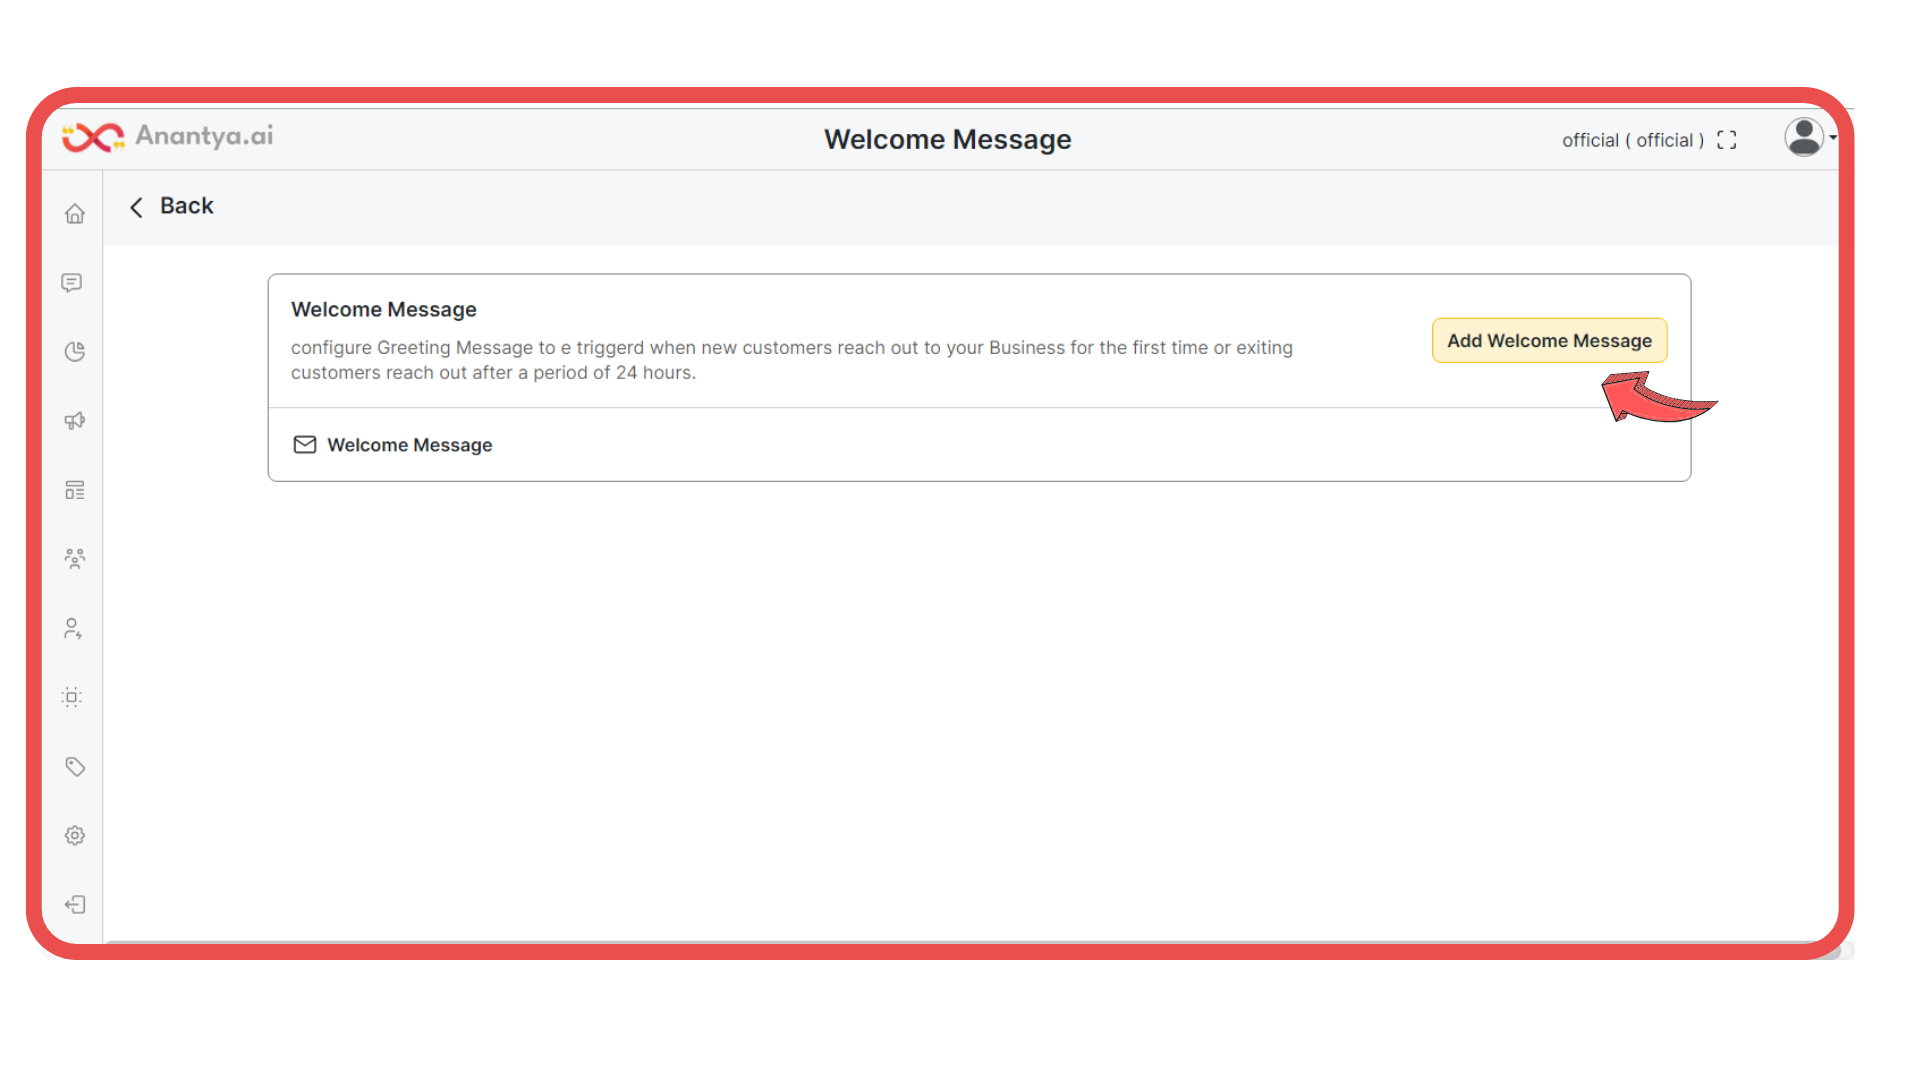 Anantya.ai
Welcome Message
official ( official )
Back
Welcome Message
configure Greeting Message to e triggerd when new customers reach out to your Business for the first time or exiting
customers reach out after a period of 24 hours.
Add Welcome Message
Welcome Message